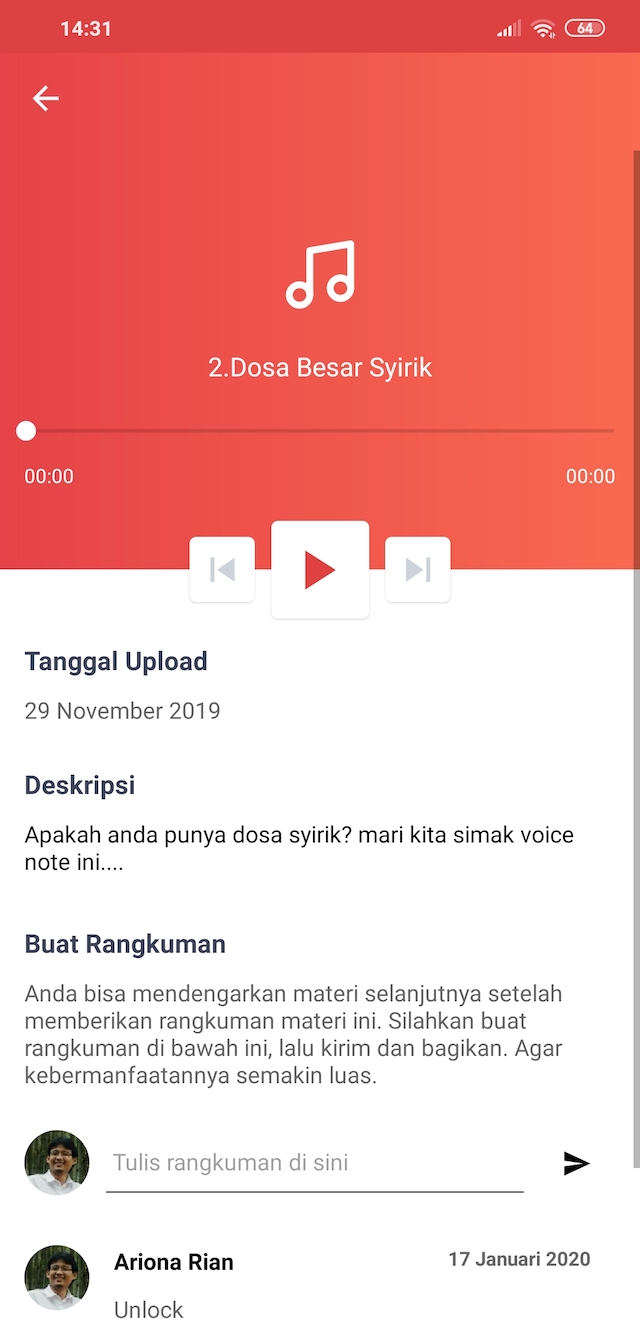 14:31
64
2.Dosa Besar Syirik
00:00
00:00
Tanggal Upload
29 November 2019
Deskripsi
Apakah anda punya dosa syirik? mari kita simak voice
note ini....
Buat Rangkuman
Anda bisa mendengarkan materi selanjutnya setelah
memberikan rangkuman materi ini. Silahkan buat
rangkuman di bawah ini, lalu kirim dan bagikan. Agar
kebermanfaatannya semakin luas.
Tulis rangkuman di sini
Ariona Rian
17 Januari 2020
Unlock